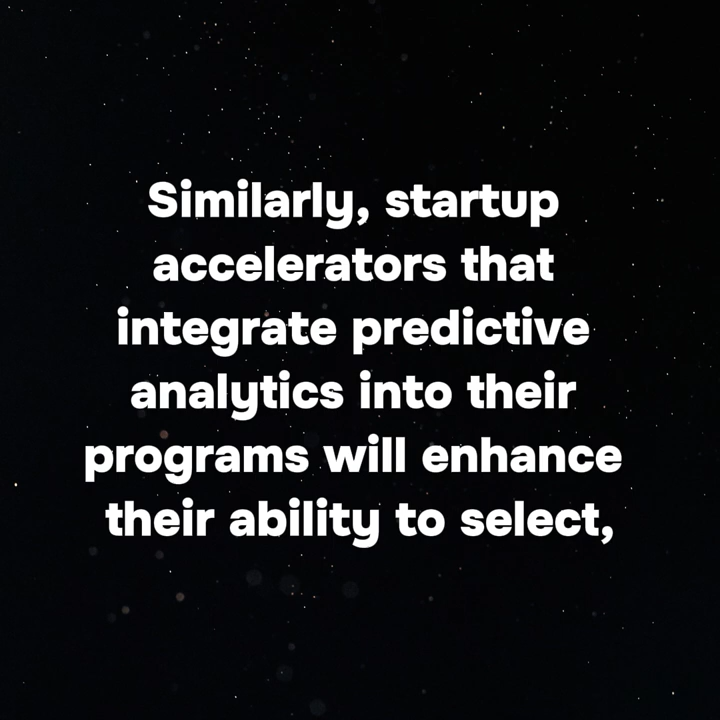 Similarly, startup
accelerators that
integrate predictive
analytics into their
programs will enhance
their ability to select,